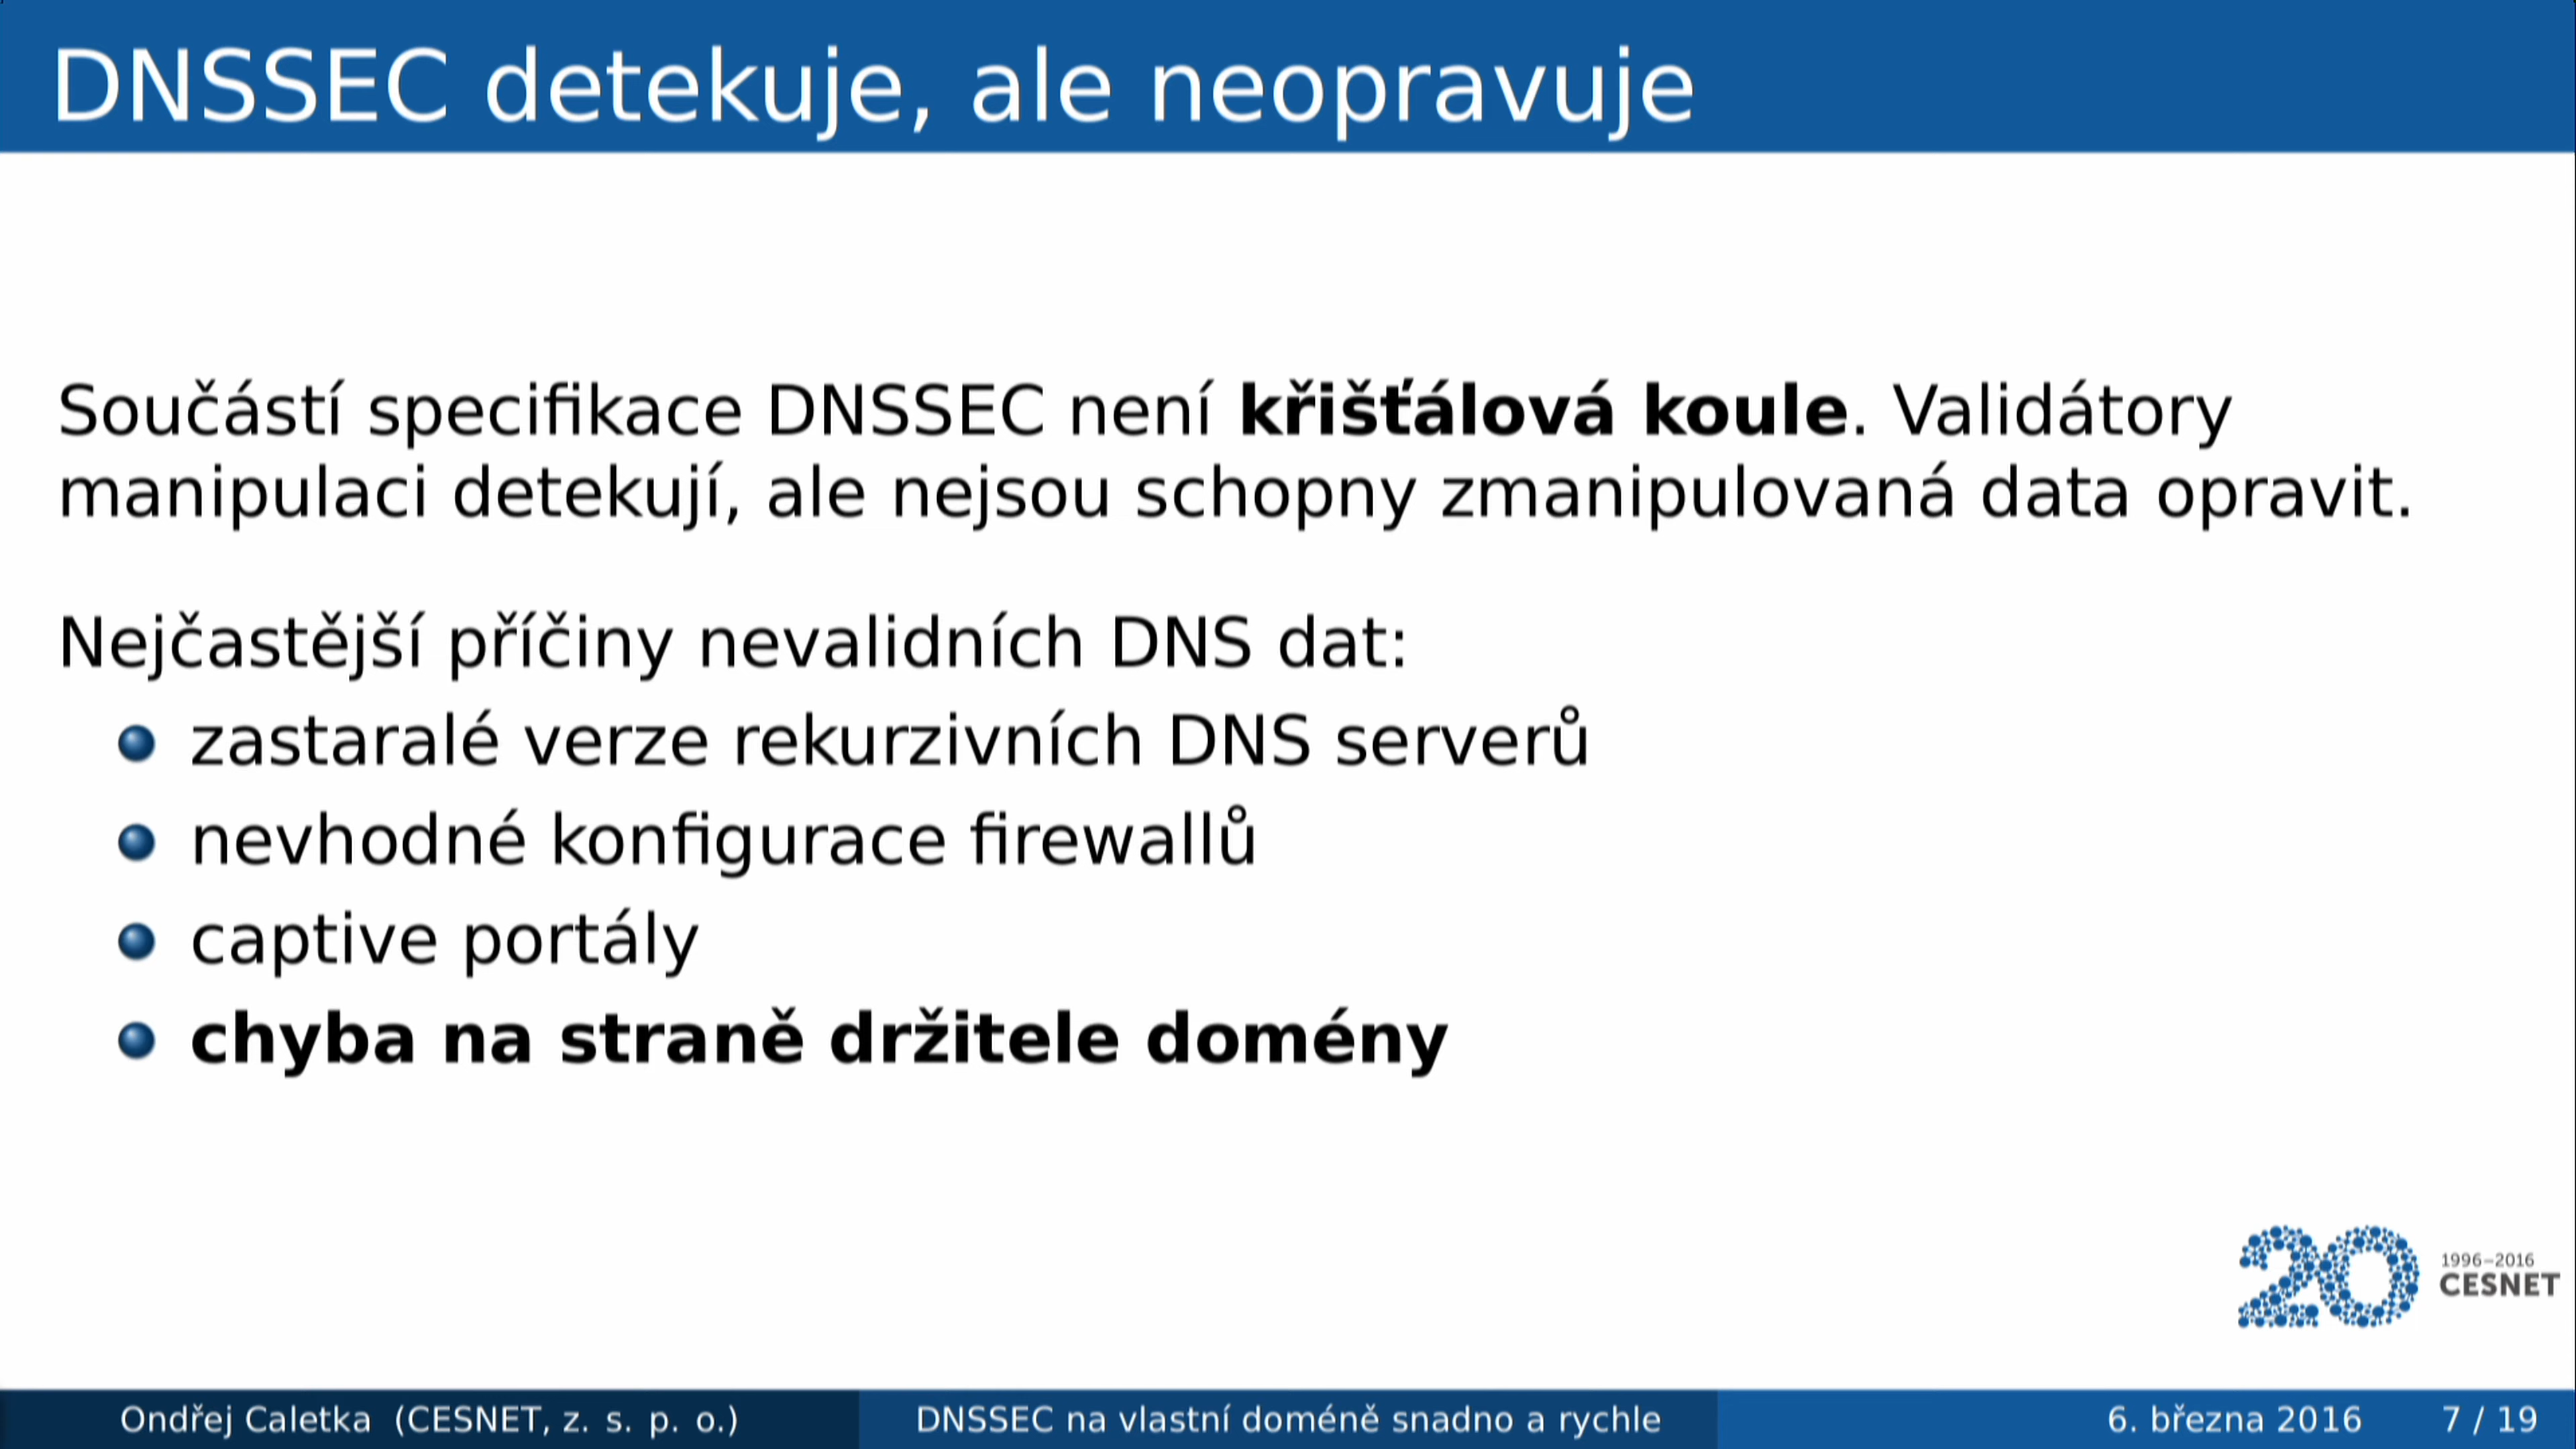 DNSSEC detekuje, ale neopravuje
Součástí specifikace DNSSEC není křišťálová koule. Validátory
manipulaci detekují, ale nejsou schopny zmanipulovaná data opravit.
Nejčastější příčiny nevalidních DNS dat:
zastaralé verze rekurzivních DNS serverů
nevhodné konfigurace firewallů
captive portály
chyba na straně držitele domény
20
1996–2016
CESNET
Ondřej Caletka (CESNET, z. s. p. o.)
DNSSEC na vlastní doméně snadno a rychle
6. března 2016
7 / 19